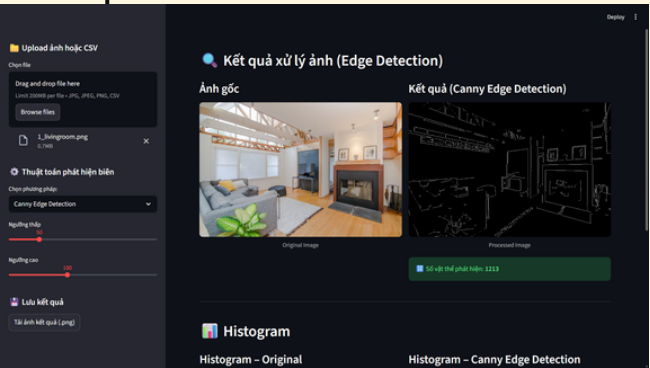 Deploy
Upload ảnh hoặc CSV
Chọn file
Drag and drop file here
Limit 200MB per file • JPG, JPEG, PNG, CSV
Browse files
1_livingroom.png
0.7MB
Thuật toán phát hiện biên
Chọn phương pháp:
Canny Edge Detection
Ngưỡng thấp
50
Ngưỡng cao
100
Lưu kết quả
Tải ảnh kết quả (.png)
Kết quả xử lý ảnh (Edge Detection)
Ảnh gốc
Kết quả (Canny Edge Detection)
Original Image
Processed Image
Số vật thể phát hiện: 1213
Histogram
Histogram – Original
Histogram – Canny Edge Detection